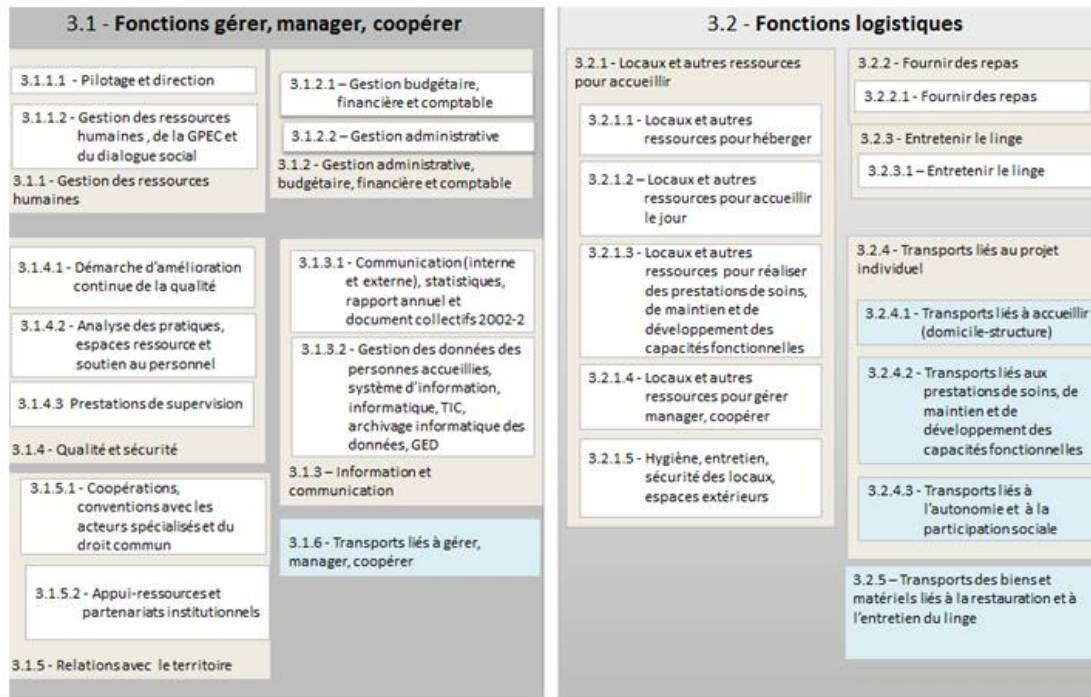 3.1 - Fonctions gérer, manager, coopérer
3.1.1.1 - Pilotage et direction
3.1.1.2 - Gestion des ressources
humaines , de la GPEC et
du dialogue social
3.1.1 - Gestion des ressources
humaines
3.1.2.1 – Gestion budgétaire,
financière et comptable
3.1.2.2 – Gestion administrative
3.1.2 - Gestion administrative,
budgétaire, financière et comptable
3.1.4.1 - Démarche d'amélioration
continue de la qualité
3.1.4.2 - Analyse des pratiques,
espaces ressource et
soutien au personnel
3.1.4.3 Prestations de supervision
3.1.4 - Qualité et sécurité
3.1.3.1 - Communication (interne
et externe), statistiques,
rapport annuel et
document collectifs 2002-2
3.1.3.2 - Gestion des données des
personnes accueillies,
système d'information,
informatique, TIC,
archivage informatique des
données, GED
3.1.3 – Information et
communication
3.1.5.1 - Coopérations,
conventions avec les
acteurs spécialisés et du
droit commun
3.1.5.2 - Appui-ressources et
partenariats institutionnels
3.1.5 - Relations avec le territoire
3.1.6 - Transports liés à gérer,
manager, coopérer
3.2 - Fonctions logistiques
3.2.1 - Locaux et autres ressources
pour accueillir
3.2.1.1 - Locaux et autres
ressources pour héberger
3.2.1.2 – Locaux et autres
ressources pour accueillir
le jour
3.2.1.3 - Locaux et autres
ressources pour réaliser
des prestations de soins,
de maintien et de
développement des
capacités fonctionnelles
3.2.1.4 - Locaux et autres
ressources pour gérer
manager, coopérer
3.2.1.5 - Hygiène, entretien,
sécurité des locaux,
espaces extérieurs
3.2.2 - Fournir des repas
3.2.2.1 - Fournir des repas
3.2.3 - Entretenir le linge
3.2.3.1 – Entretenir le linge
3.2.4 - Transports liés au projet
individuel
3.2.4.1 - Transports liés à accueillir
(domicile-structure)
3.2.4.2 - Transports liés aux
prestations de soins, de
maintien et de
développement des
capacités fonctionnelles
3.2.4.3 - Transports liés à
l'autonomie et à la
participation sociale
3.2.5 – Transports des biens et
matériels liés à la restauration et à
l'entretien du linge